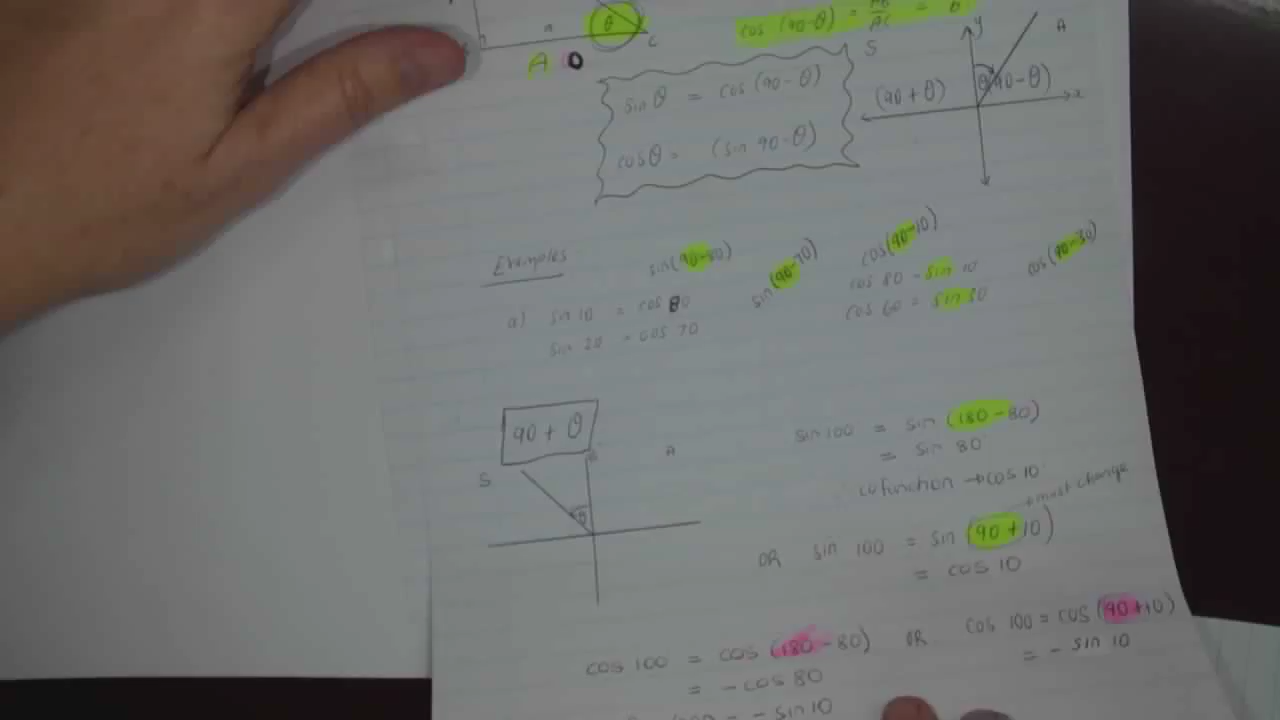 n θ c
A O
cos (90-θ) = AB/AC = b
sin θ = cos (90-θ)
cos θ = (sin 90-θ)
S y A
(90 + θ) θ (90-θ) x
Examples
sin(90-80) sin(90-70) cos(90-10) cos(90-30)
a) sin 10 = cos 80
sin 20 = cos 70
cos 80 = sin 10
cos 60 = sin 30
90 + θ
S A
θ
sin 100 = sin (180-80)
= sin 80
cofunction → cos 10
must change
OR sin 100 = sin (90+10)
= cos 10
cos 100 = cos (180-80) OR cos 100 = cos (90+10)
= - cos 80 = - sin 10
= - sin 10